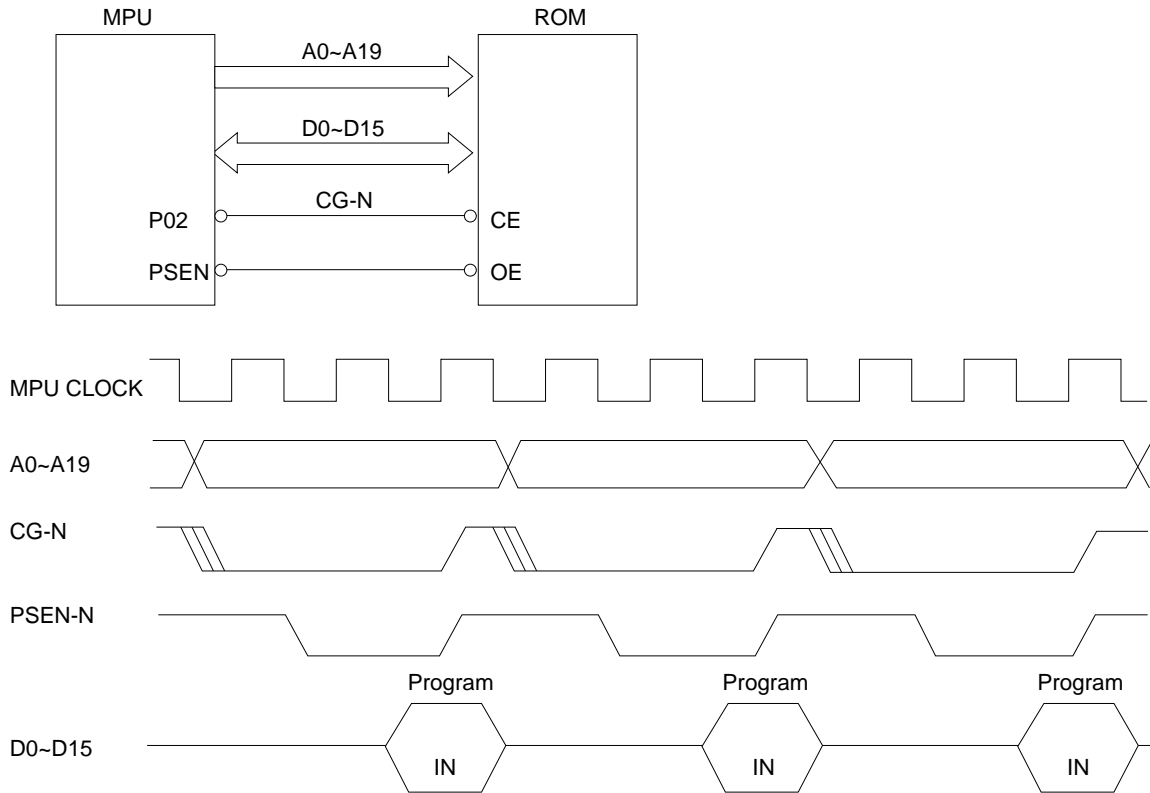 MPU ROM
A0~A19
D0~D15
CG-N
P02 CE
PSEN OE
MPU CLOCK
A0~A19
CG-N
PSEN-N
Program Program Program
D0~D15
IN IN IN